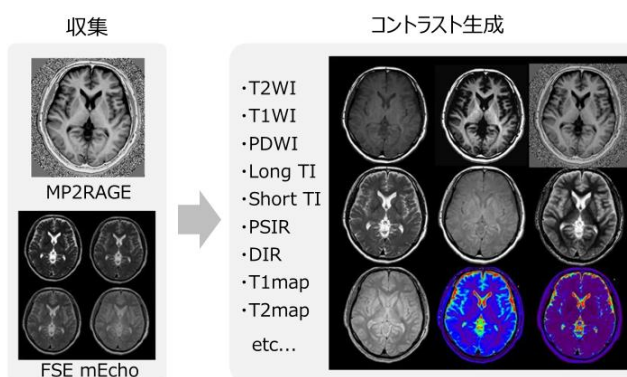 収集
MP2RAGE
FSE mEcho
コントラスト生成
・T2WI
・T1WI
・PDWI
・Long TI
・Short TI
・PSIR
・DIR
・T1map
・T2map
etc...